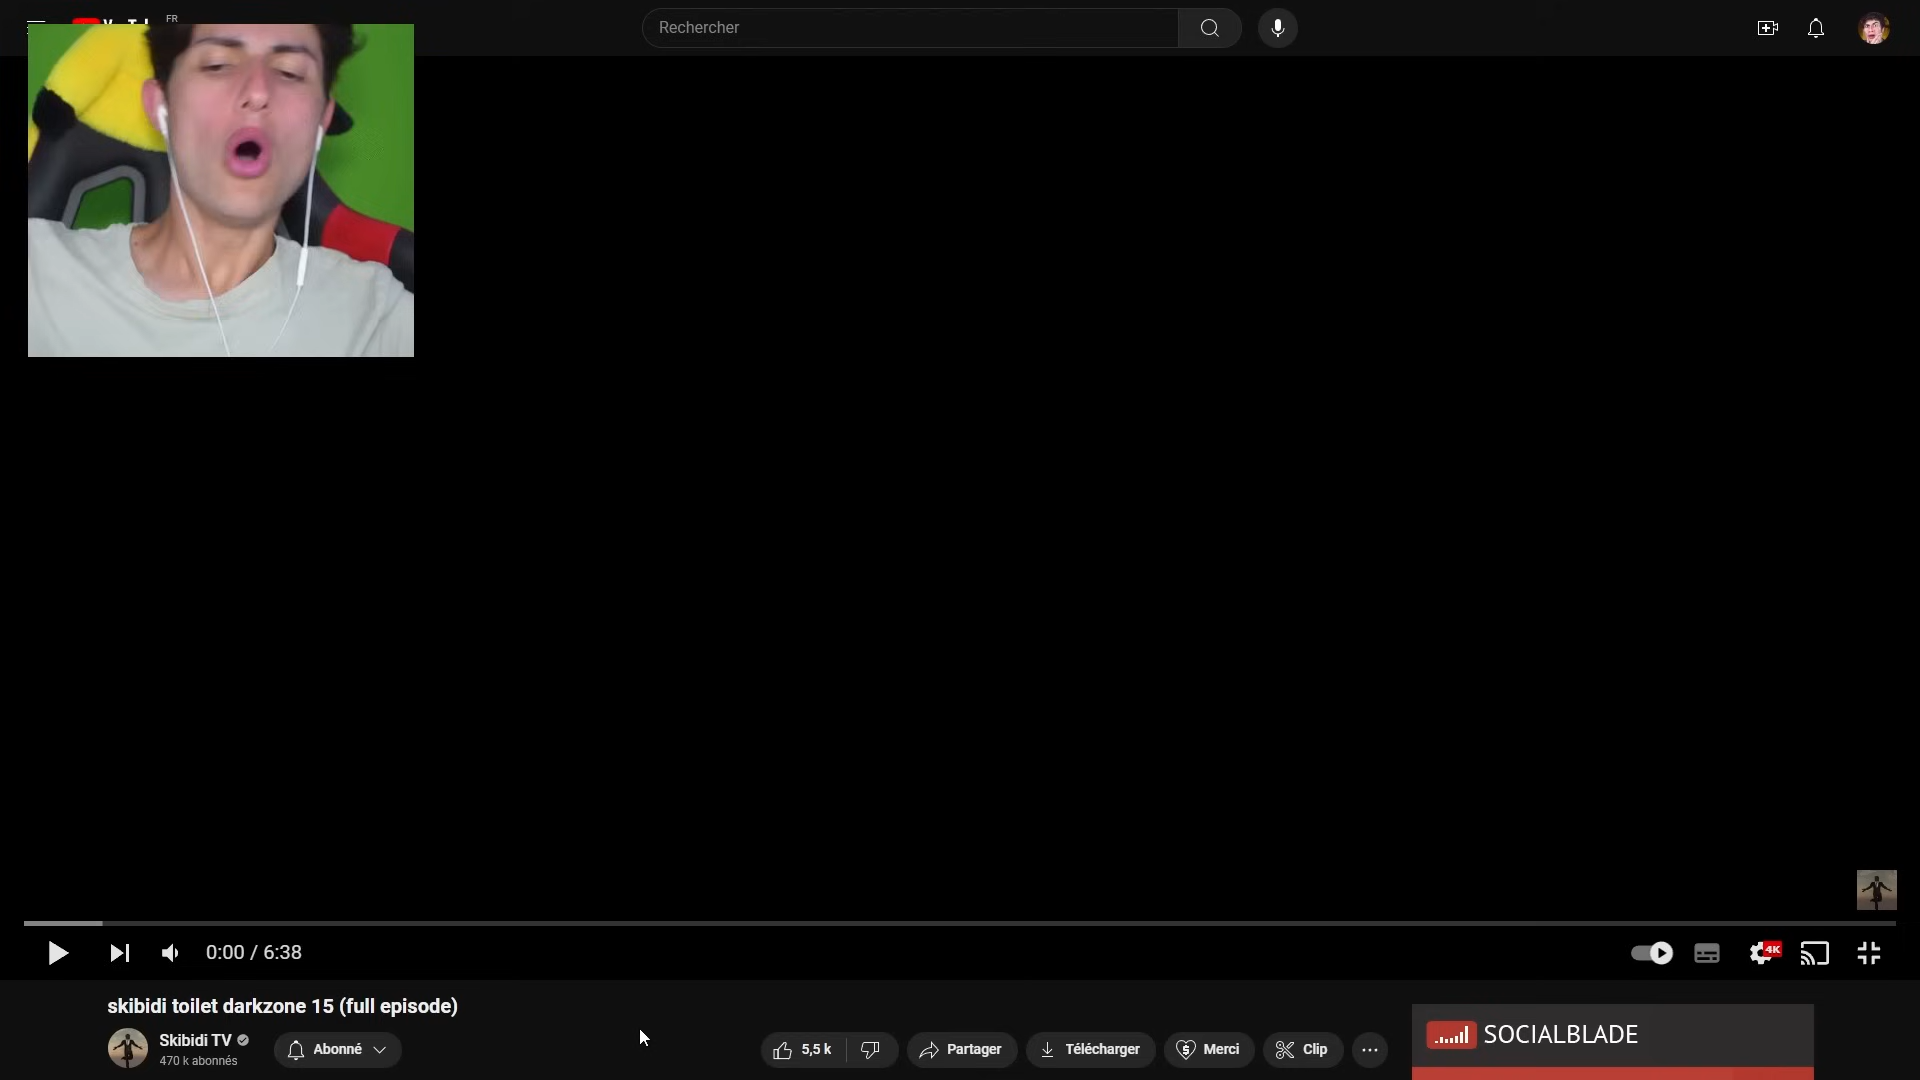 FR
Rechercher
0:00 / 6:38
4K
skibidi toilet darkzone 15 (full episode)
Skibidi TV
470 k abonnés
Abonné
5,5 k
Partager
Télécharger
Merci
Clip
SOCIALBLADE